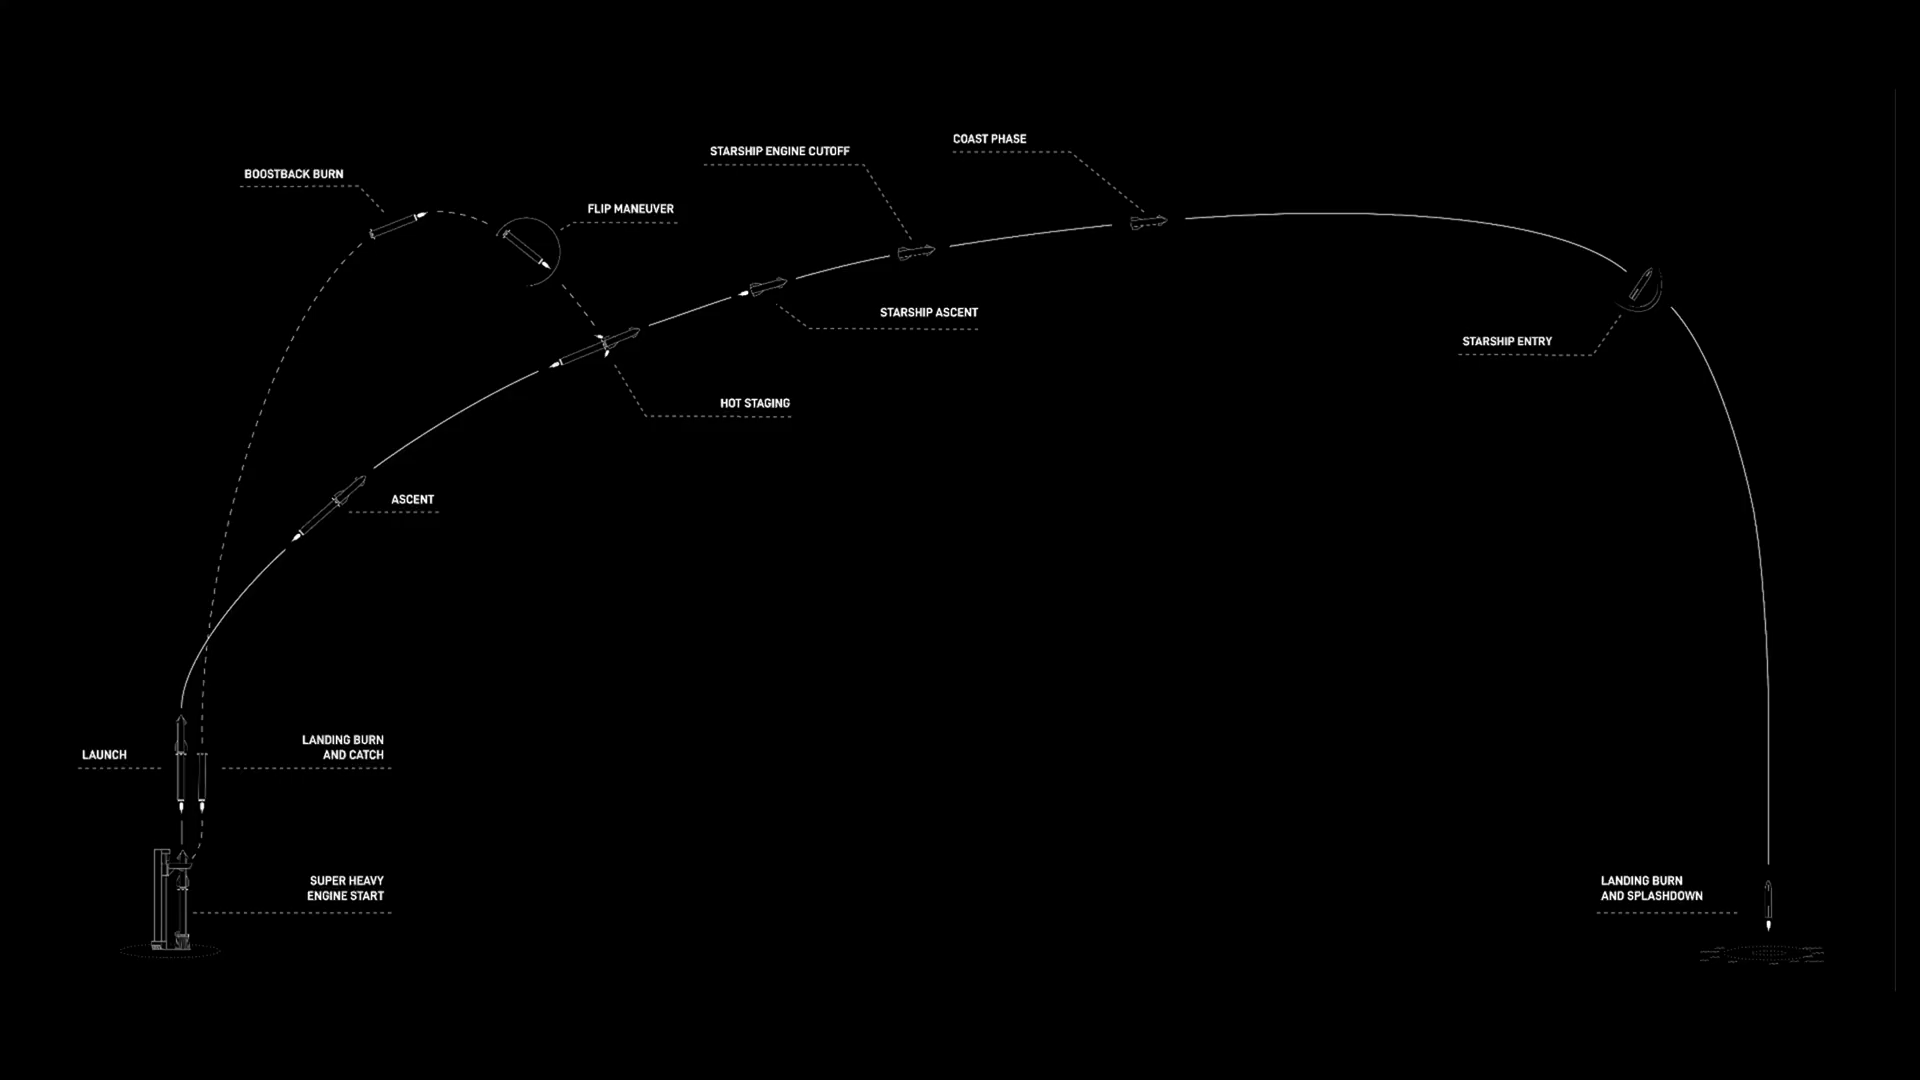 COAST PHASE
STARSHIP ENGINE CUTOFF
BOOSTBACK BURN
FLIP MANEUVER
STARSHIP ASCENT
STARSHIP ENTRY
HOT STAGING
ASCENT
LANDING BURN
AND CATCH
LAUNCH
SUPER HEAVY
ENGINE START
LANDING BURN
AND SPLASHDOWN